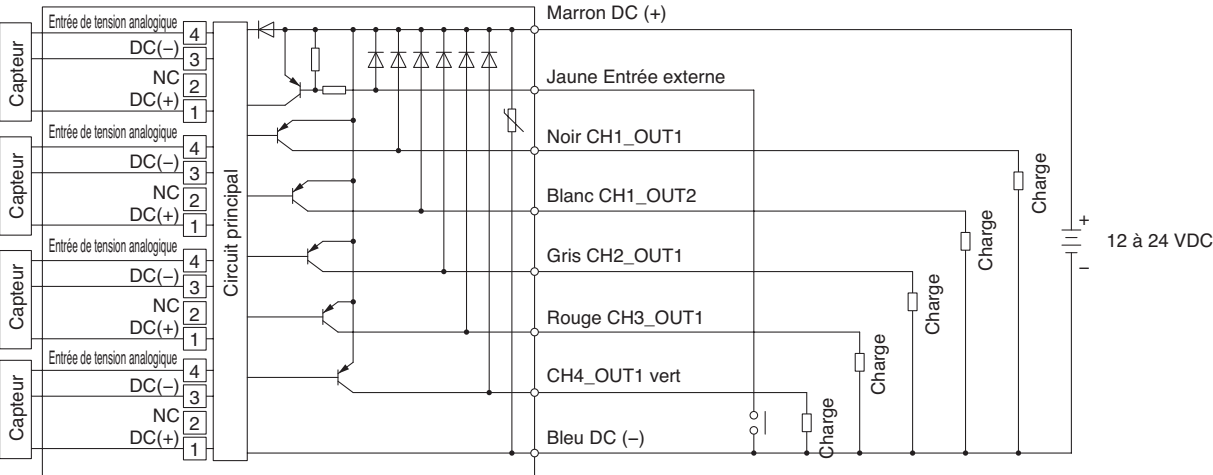 Capteur
Entrée de tension analogique
4
DC(−)
3
NC
2
DC(+)
1
Capteur
Entrée de tension analogique
4
DC(−)
3
NC
2
DC(+)
1
Capteur
Entrée de tension analogique
4
DC(−)
3
NC
2
DC(+)
1
Capteur
Entrée de tension analogique
4
DC(−)
3
NC
2
DC(+)
1
Circuit principal
Marron DC (+)
Jaune Entrée externe
Noir CH1_OUT1
Blanc CH1_OUT2
Gris CH2_OUT1
Rouge CH3_OUT1
CH4_OUT1 vert
Bleu DC (−)
Charge
Charge
Charge
Charge
Charge
+
12 à 24 VDC
−